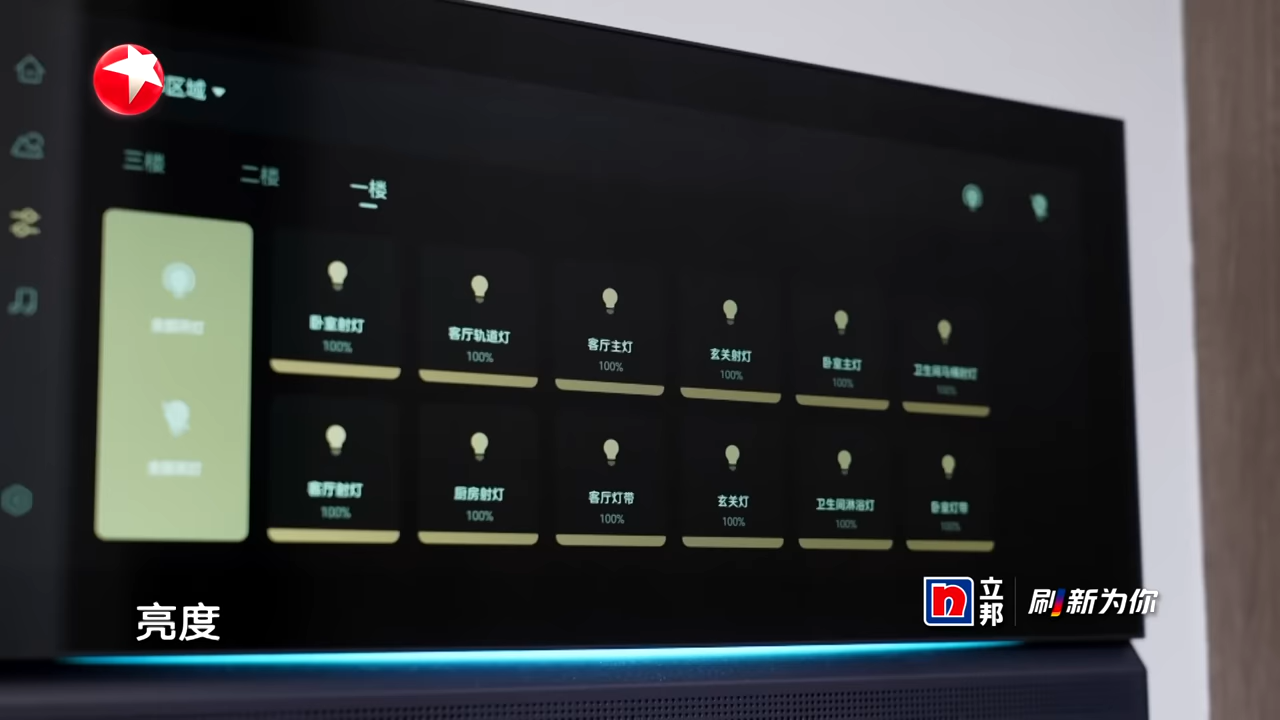 区域
三楼 二楼 一楼
卧室射灯 客厅轨道灯 客厅主灯 玄关射灯 卧室主灯 卫生间马桶射灯
100% 100% 100% 100% 100% 100%
客厅射灯 厨房射灯 客厅灯带 玄关灯 卫生间淋浴灯 卧室灯带
100% 100% 100% 100% 100% 100%
n 立邦 刷新为你
亮度